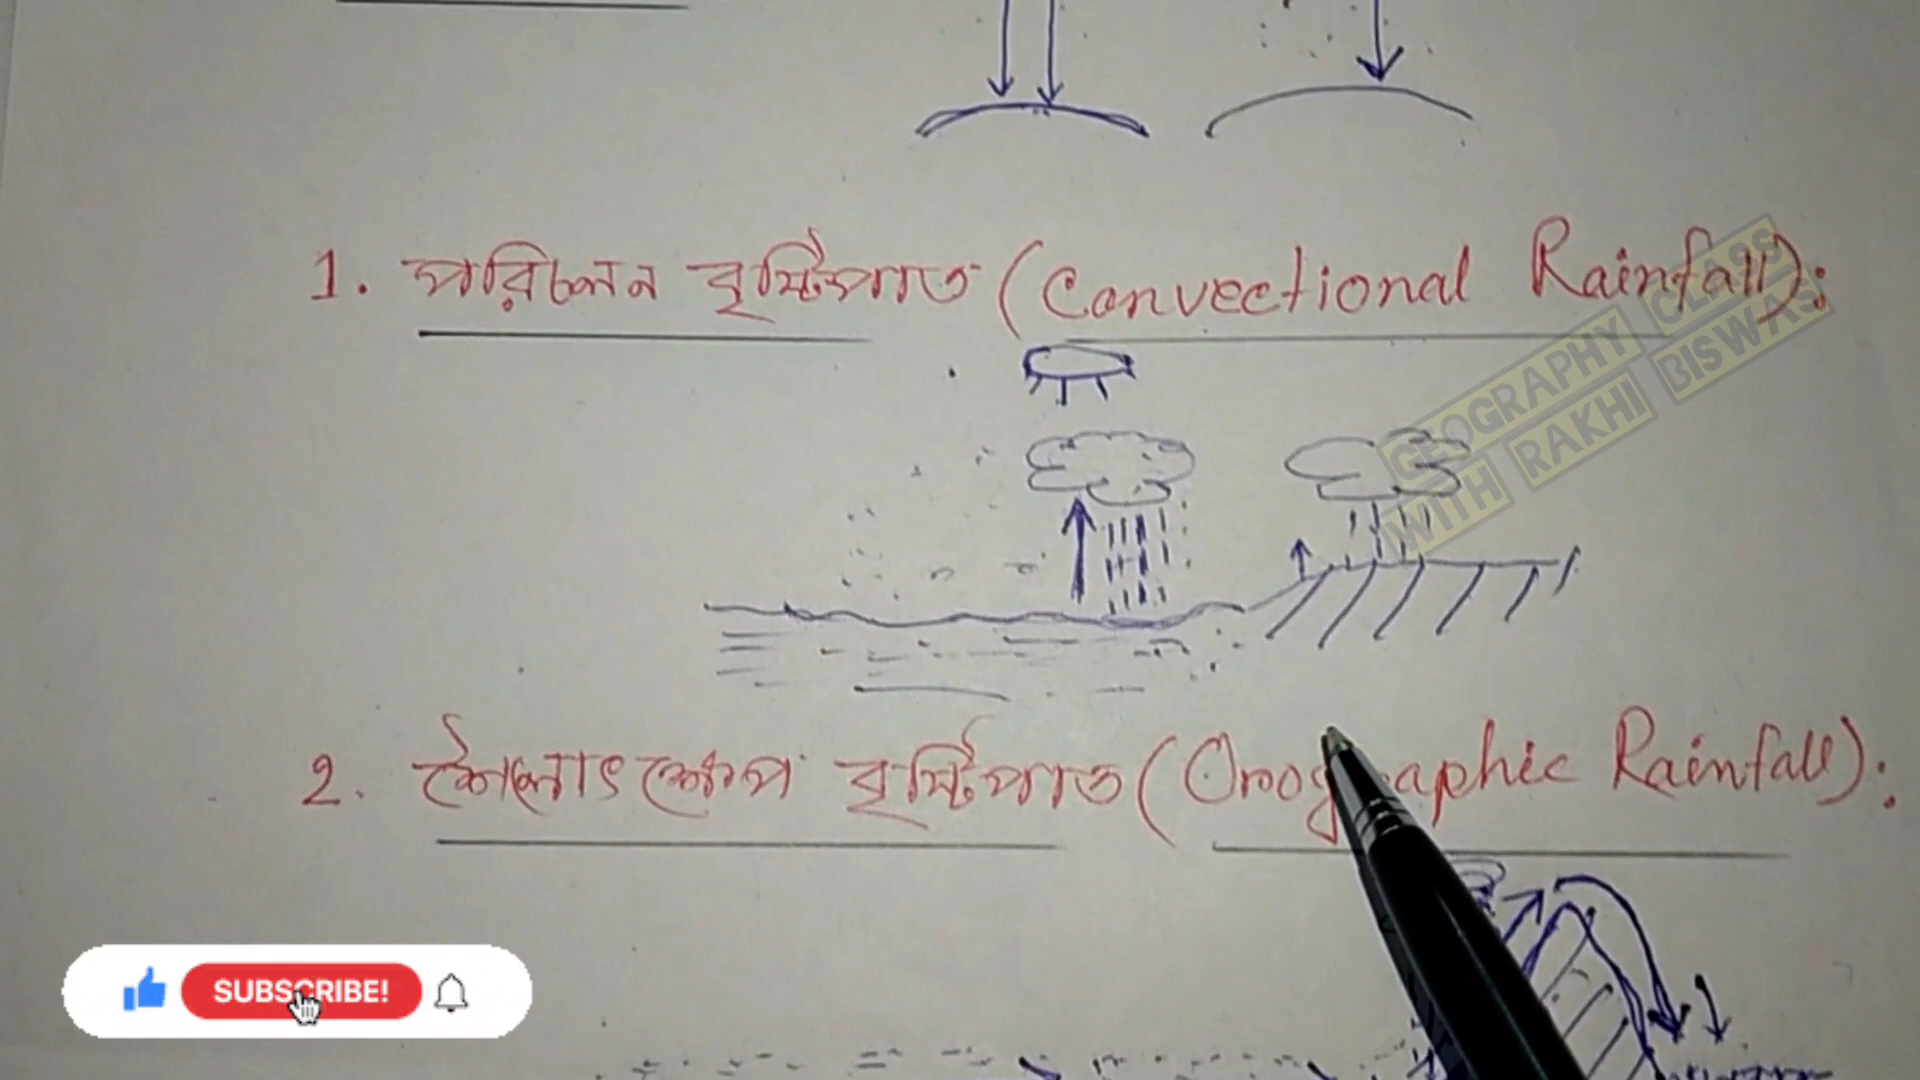 1. পরিচলন বৃষ্টিপাত (Convectional Rainfall):
GEOGRAPHY CLASS
WITH RAKHI BISWAS
2. শৈলোৎক্ষেপ বৃষ্টিপাত (Orographic Rainfall):
SUBSCRIBE!